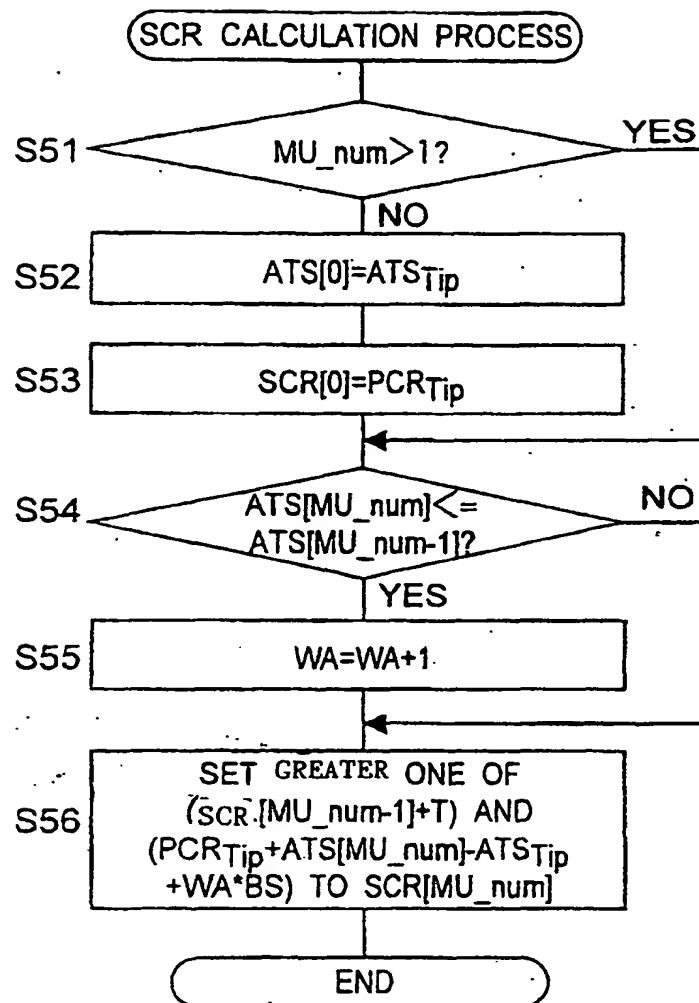 SCR CALCULATION PROCESS
S51
MU_num>1?
YES
NO
S52
ATS[0]=ATSTip
S53
SCR[0]=PCRTip
S54
ATS[MU_num]<=
ATS[MU_num-1]?
NO
YES
S55
WA=WA+1
S56
SET GREATER ONE OF
(SCR.[MU_num-1]+T) AND
(PCRTip+ATS[MU_num]-ATSTip
+WA*BS) TO SCR[MU_num]
END